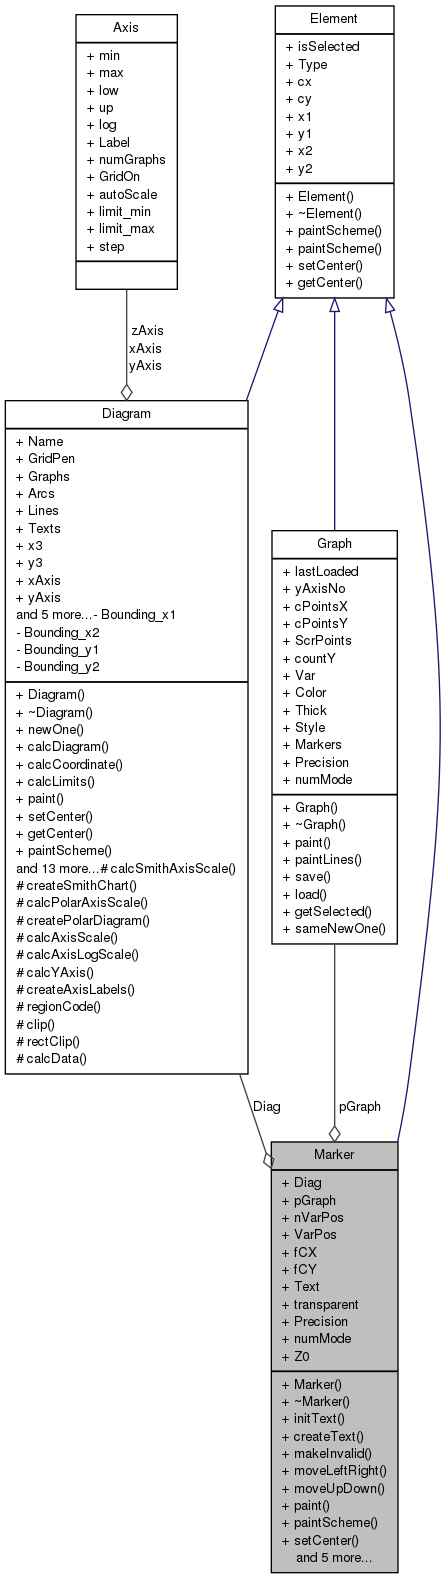 Axis
+ min
+ max
+ low
+ up
+ log
+ Label
+ numGraphs
+ GridOn
+ autoScale
+ limit_min
+ limit_max
+ step
Element
+ isSelected
+ Type
+ cx
+ cy
+ x1
+ y1
+ x2
+ y2
+ Element()
+ ~Element()
+ paintScheme()
+ paintScheme()
+ setCenter()
+ getCenter()
zAxis
xAxis
yAxis
Diagram
+ Name
+ GridPen
+ Graphs
+ Arcs
+ Lines
+ Texts
+ x3
+ y3
+ xAxis
+ yAxis
and 5 more...- Bounding_x1
- Bounding_x2
- Bounding_y1
- Bounding_y2
+ Diagram()
+ ~Diagram()
+ newOne()
+ calcDiagram()
+ calcCoordinate()
+ calcLimits()
+ paint()
+ setCenter()
+ getCenter()
+ paintScheme()
and 13 more...# calcSmithAxisScale()
# createSmithChart()
# calcPolarAxisScale()
# createPolarDiagram()
# calcAxisScale()
# calcAxisLogScale()
# calcYAxis()
# createAxisLabels()
# regionCode()
# clip()
# rectClip()
# calcData()
Graph
+ lastLoaded
+ yAxisNo
+ cPointsX
+ cPointsY
+ ScrPoints
+ countY
+ Var
+ Color
+ Thick
+ Style
+ Markers
+ Precision
+ numMode
+ Graph()
+ ~Graph()
+ paint()
+ paintLines()
+ save()
+ load()
+ getSelected()
+ sameNewOne()
Diag
pGraph
Marker
+ Diag
+ pGraph
+ nVarPos
+ VarPos
+ fCX
+ fCY
+ Text
+ transparent
+ Precision
+ numMode
+ Z0
+ Marker()
+ ~Marker()
+ initText()
+ createText()
+ makeInvalid()
+ moveLeftRight()
+ moveUpDown()
+ paint()
+ paintScheme()
+ setCenter()
and 5 more...